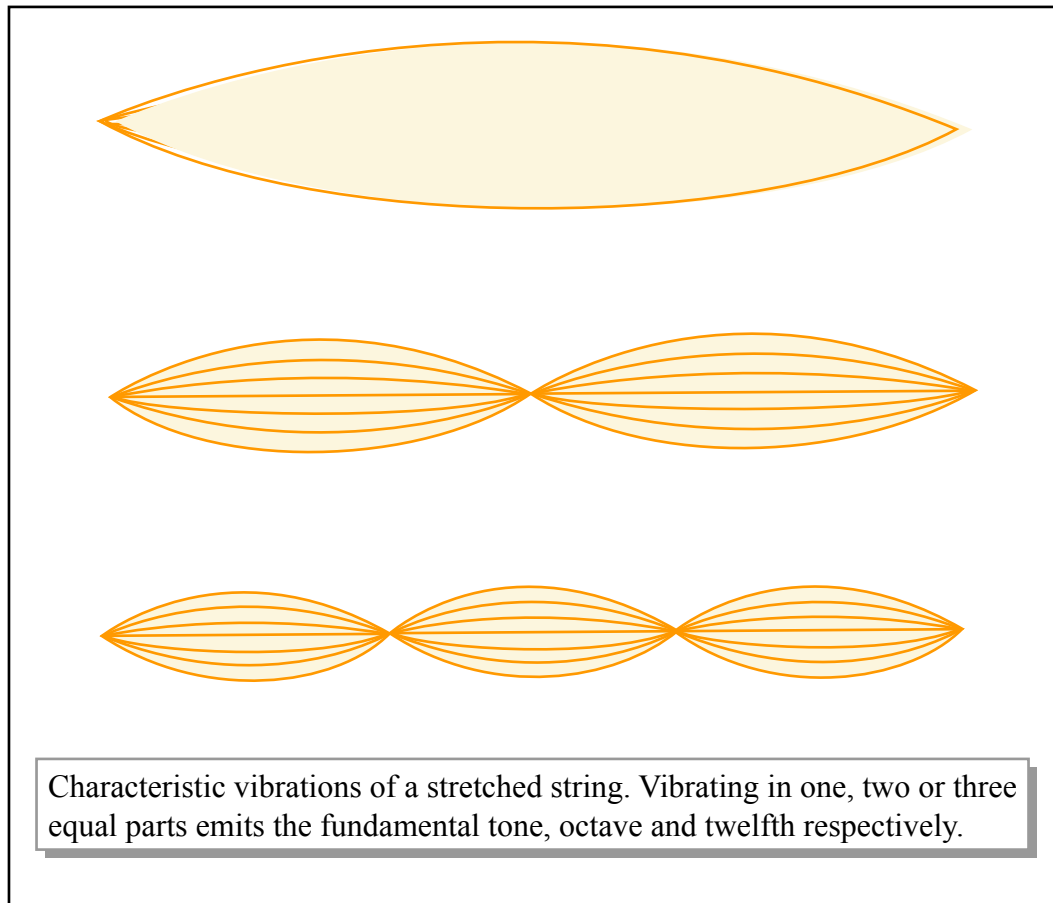 Characteristic vibrations of a stretched string. Vibrating in one, two or three
equal parts emits the fundamental tone, octave and twelfth respectively.